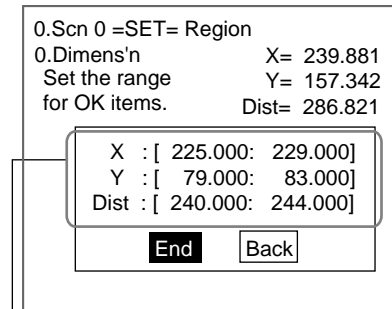 0.Scn 0 =SET= Region
0.Dimens'n X= 239.881
Set the range Y= 157.342
for OK items. Dist= 286.821
X :[ 225.000: 229.000]
Y :[ 79.000: 83.000]
Dist :[ 240.000: 244.000]
End Back